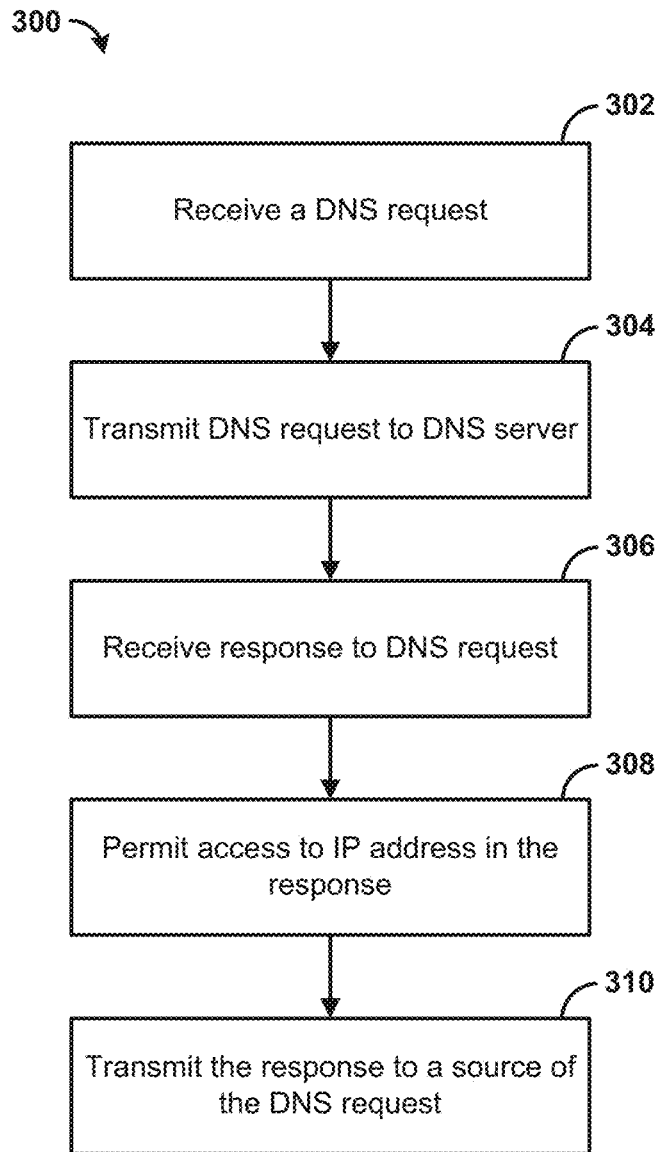 300
302
Receive a DNS request
304
Transmit DNS request to DNS server
306
Receive response to DNS request
308
Permit access to IP address in the
response
310
Transmit the response to a source of
the DNS request